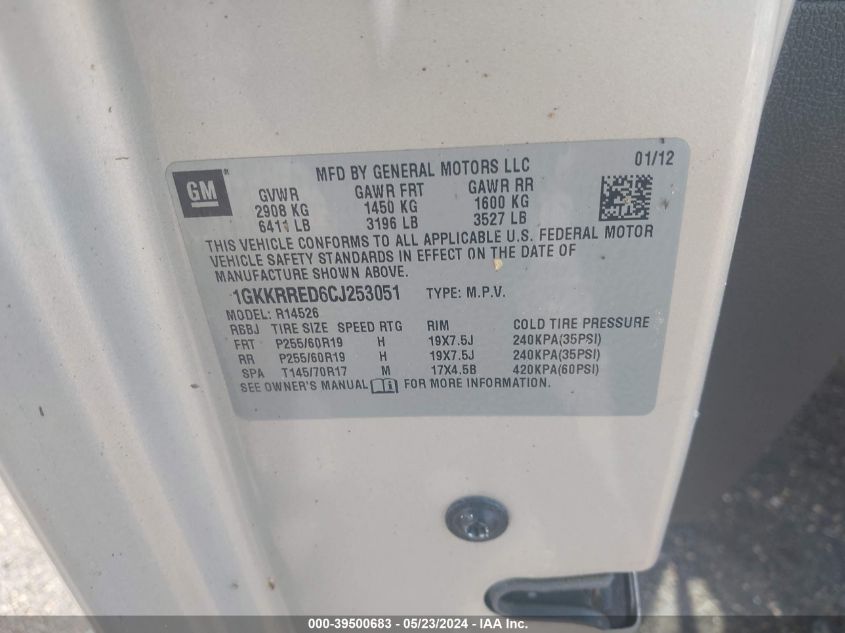 GM
MFD BY GENERAL MOTORS LLC 01/12
GVWR GAWR FRT GAWR RR
2908 KG 1450 KG 1600 KG
6411 LB 3196 LB 3527 LB
THIS VEHICLE CONFORMS TO ALL APPLICABLE U.S. FEDERAL MOTOR
VEHICLE SAFETY STANDARDS IN EFFECT ON THE DATE OF
MANUFACTURE SHOWN ABOVE.
1GKKRRED6CJ253051 TYPE: M.P.V.
MODEL: R14526
RBBJ TIRE SIZE SPEED RTG RIM COLD TIRE PRESSURE
FRT P255/60R19 H 19X7.5J 240KPA(35PSI)
RR P255/60R19 H 19X7.5J 240KPA(35PSI)
SPA T145/70R17 M 17X4.5B 420KPA(60PSI)
SEE OWNER'S MANUAL i FOR MORE INFORMATION.
000-39500683 - 05/23/2024 - IAA Inc.